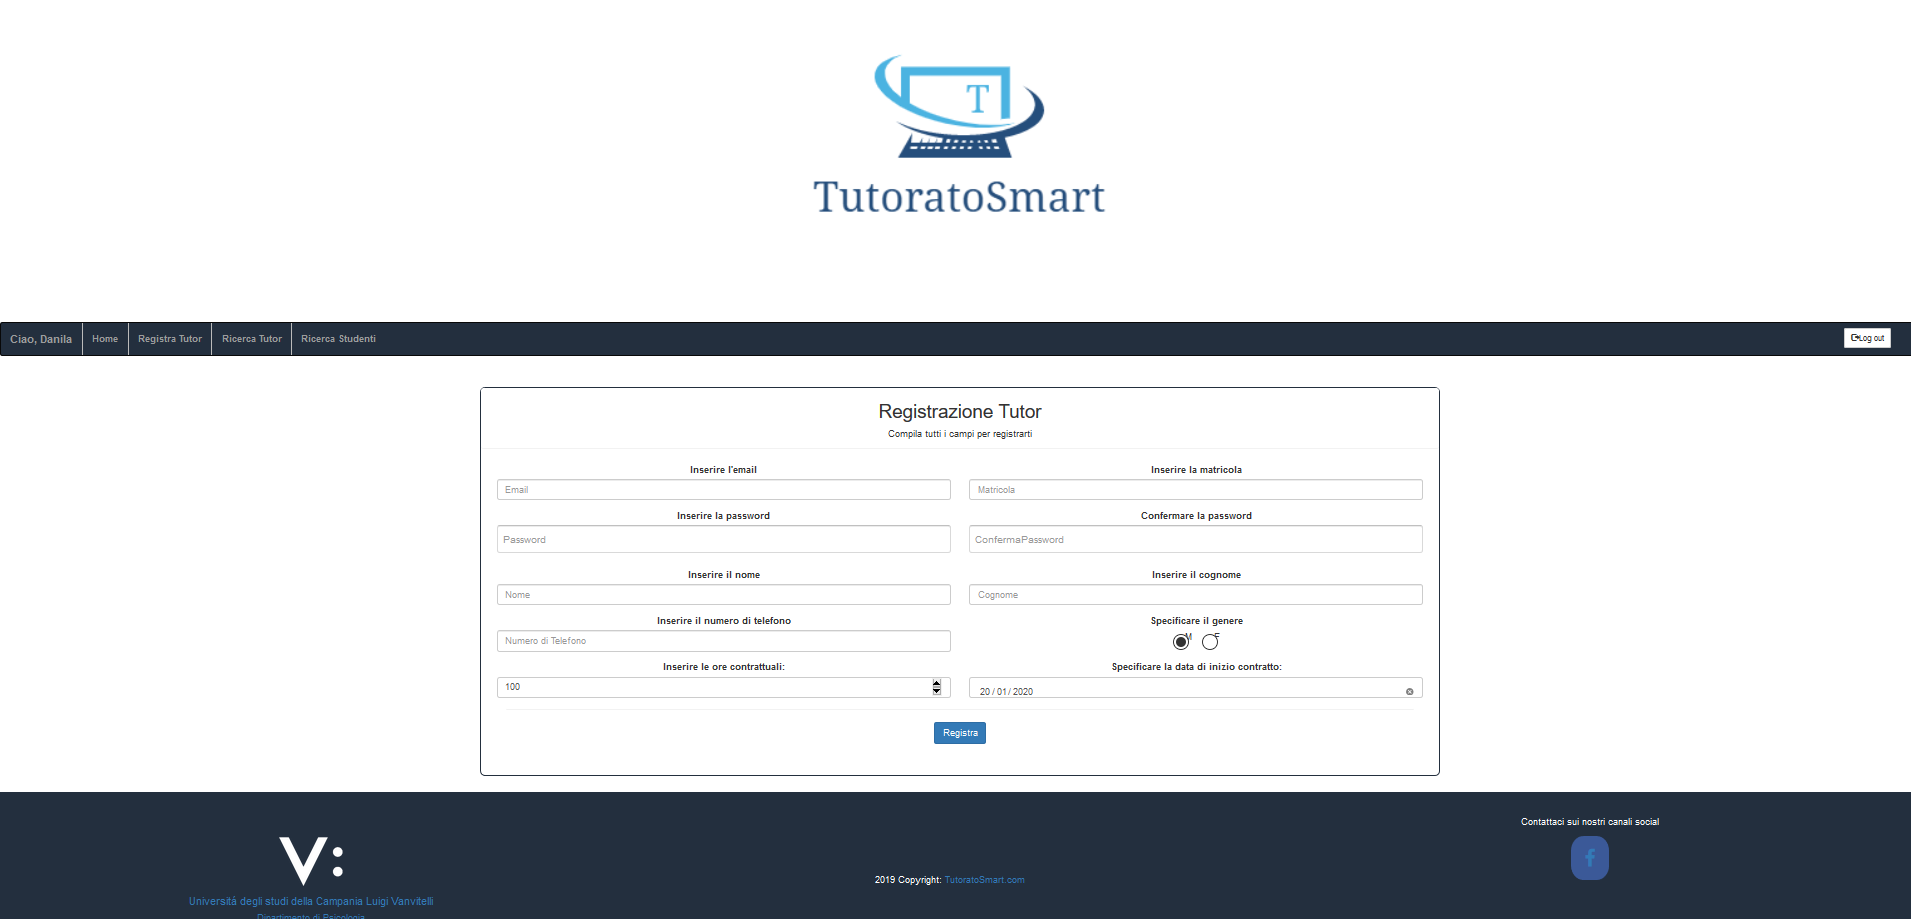 T
TutoratoSmart
Ciao, Danila
Home
Registra Tutor
Ricerca Tutor
Ricerca Studenti
Log out
Registrazione Tutor
Compila tutti i campi per registrarti
Inserire l'email
Email
Inserire la matricola
Matricola
Inserire la password
Password
Confermare la password
ConfermaPassword
Inserire il nome
Nome
Inserire il cognome
Cognome
Inserire il numero di telefono
Numero di Telefono
Specificare il genere
M
F
Inserire le ore contrattuali:
100
Specificare la data di inizio contratto:
20 / 01 / 2020
Registra
V:
Università degli studi della Campania Luigi Vanvitelli
Dipartimento di Psicologia
2019 Copyright: TutoratoSmart.com
Contattaci sui nostri canali social
f